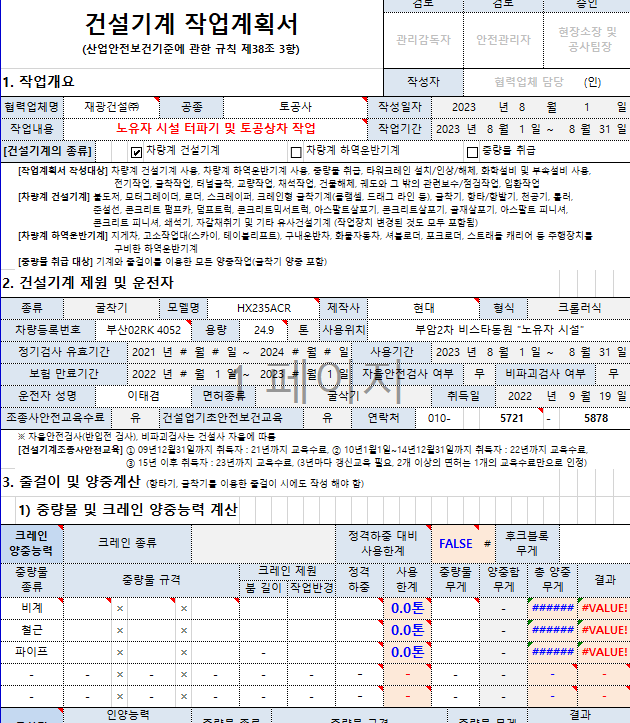 건설기계 작업계획서
(산업안전보건기준에 관한 규칙 제38조 3항)
검토 검토 승인
관리감독자 안전관리자 현장소장 및 공사팀장
1. 작업개요
작성자 협력업체 담당 (인)
협력업체명 재광건설㈜ 공종 토공사 작성일자 2023 년 8 월 1 일
작업내용 노유자 시설 터파기 및 토공상차 작업 작업기간 2023 년 8 월 1 일 ~ 8 월 31 일
[건설기계의 종류] ☑ 차량계 건설기계 □ 차량계 하역운반기계 □ 중량물 취급
[작업계획서 작성대상] 차량계 건설기계 사용, 차량계 하역운반기계 사용, 중량물 취급, 타워크레인 설치/인상/해체, 화학설비 및 부속설비 사용,
전기작업, 굴착작업, 터널굴착, 교량작업, 채석작업, 건물해체, 궤도와 그 밖의 관련보수/점검작업, 입환작업
[차량계 건설기계] 불도저, 모터그레이더, 로더, 스크레이퍼, 크레인형 굴착기계(클램쉘, 드래그 라인 등), 굴착기, 항타/항발기, 천공기, 롤러,
준설선, 콘크리트 펌프카, 덤프트럭, 콘크리트믹서트럭, 아스팔트살포기, 콘크리트살포기, 골재살포기, 아스팔트 피니셔,
콘크리트 피니셔, 쇄석기, 자갈채취기 및 기타 유사건설기계 (작업장치 변경된 것도 모두 포함됨)
[차량계 하역운반기계] 지게차, 고소작업대(스카이, 테이블리프트), 구내운반차, 화물자동차, 셔블로더, 포크로더, 스트래들 캐리어 등 주행장치를
구비한 하역운반기계
[중량물 취급 대상] 기계와 줄걸이를 이용한 모든 양중작업(굴착기 양중 포함)
2. 건설기계 제원 및 운전자
종류 굴착기 모델명 HX235ACR 제작사 현대 형식 크롤러식
차량등록번호 부산02RK 4052 용량 24.9 톤 사용위치 부암2차 비스타동원 "노유자 시설"
정기검사 유효기간 2021 년 # 월 # 일 ~ 2024 # 월 # 일 사용기간 2023 년 8 월 1 일 ~ 8 월 31 일
보험 만료기간 2022 년 # 월 1 일 ~ 2023 # 월 # 일 자율안전검사 여부 무 비파괴검사 여부 무
운전자 성명 이태겸 면허종류 굴삭기 취득일 2022 년 9 월 19 일
조종사안전교육수료 유 건설업기초안전보건교육 유 연락처 010- 5721 - 5878
1 페이지
※ 자율안전검사(반입전 검사), 비파괴검사는 건설사 자율에 따름
[건설기계조종사안전교육] ① 09년12월31일까지 취득자 : 21년까지 교육수료, ② 10년1월1일~14년12월31일까지 취득자 : 22년까지 교육수료,
③ 15년 이후 취득자 : 23년까지 교육수료, (3년마다 갱신교육 필요, 2개 이상의 면허는 1개의 교육수료만으로 인정)
3. 줄걸이 및 양중계산 (항타기, 굴착기를 이용한 줄걸이 시에도 작성 해야 함)
1) 중량물 및 크레인 양중능력 계산
크레인 양중능력 크레인 종류 정격하중 대비 사용한계 FALSE # 후크블록 무게
중량물 종류 중량물 규격 크레인 제원 정격 하중 사용 한계 중량물 무게 양중함 무게 총 양중 무게 결과
붐 길이 작업반경
비계 × × 0.0톤 - ###### #VALUE!
철근 × × 0.0톤 - ###### #VALUE!
파이프 × × - 0.0톤 - ###### #VALUE!
- - × - × - - - - - - - - -
- - × - × - - - - - - - - -
인양능력 결과